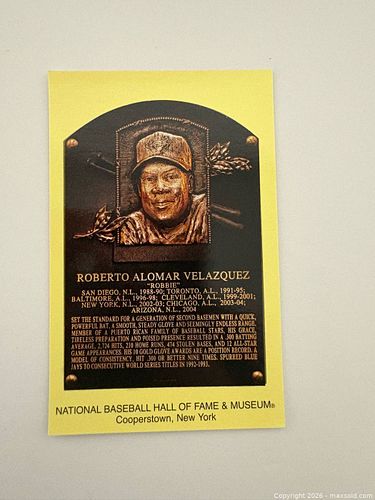 ROBERTO ALOMAR VELAZQUEZ
"ROBBIE"
SAN DIEGO, N.L., 1988-90; TORONTO, A.L., 1991-95;
BALTIMORE, A.L., 1996-98; CLEVELAND, A.L., 1999-2001;
NEW YORK, N.L., 2002-03; CHICAGO, A.L., 2003-04;
ARIZONA, N.L., 2004
SET THE STANDARD FOR A GENERATION OF SECOND BASEMEN WITH A QUICK,
POWERFUL BAT, A SMOOTH, STEADY GLOVE AND SEEMINGLY ENDLESS RANGE.
MEMBER OF A PUERTO RICAN FAMILY OF BASEBALL STARS, HIS GRACE,
TIRELESS PREPARATION AND POISED PRESENCE RESULTED IN A .300 BATTING
AVERAGE, 2,724 HITS, 210 HOME RUNS, 474 STOLEN BASES, AND 12 ALL-STAR
GAME APPEARANCES. HIS 10 GOLD GLOVE AWARDS ARE A POSITION RECORD. A
MODEL OF CONSISTENCY, HIT .300 OR BETTER NINE TIMES. SPURRED BLUE
JAYS TO CONSECUTIVE WORLD SERIES TITLES IN 1992-1993.
NATIONAL BASEBALL HALL OF FAME & MUSEUM®
Cooperstown, New York
Copyright 2026 - maxsold.com